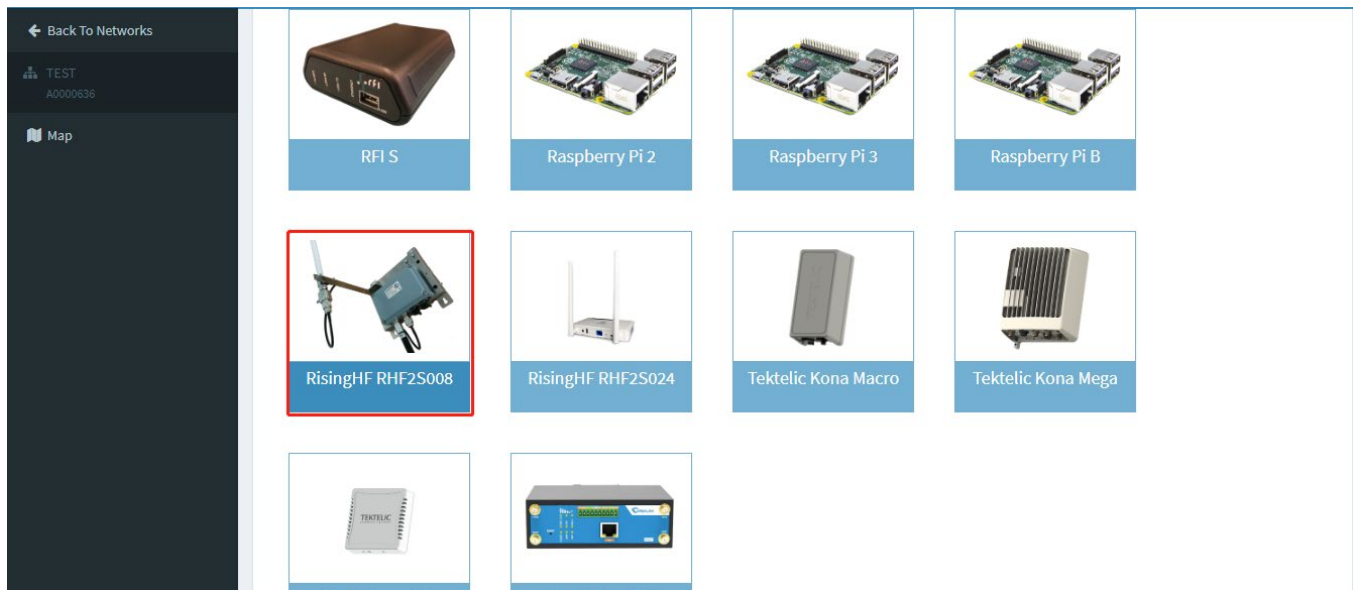 Back To Networks
TEST
A0000636
Map
RFI S
Raspberry Pi 2
Raspberry Pi 3
Raspberry Pi B
RisingHF RHF2S008
RisingHF RHF2S024
Tektelic Kona Macro
Tektelic Kona Mega
TEKTELIC